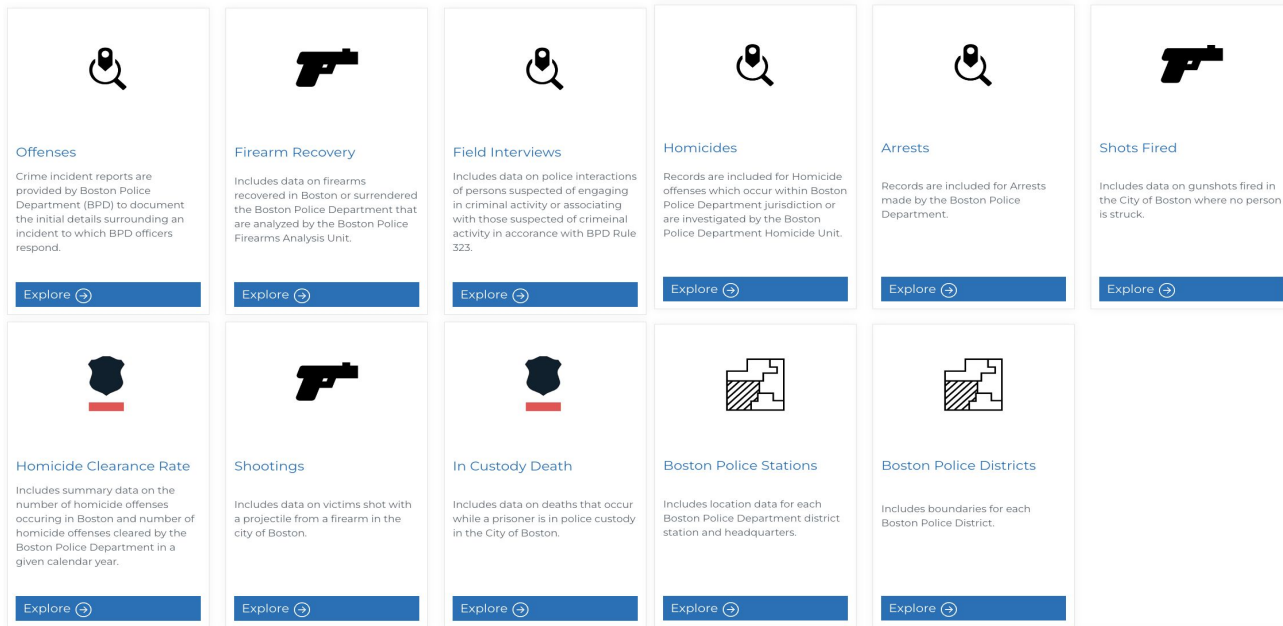 Offenses
Crime incident reports are
provided by Boston Police
Department (BPD) to document
the initial details surrounding an
incident to which BPD officers
respond.
Explore
Firearm Recovery
Includes data on firearms
recovered in Boston or surrendered
the Boston Police Department that
are analyzed by the Boston Police
Firearms Analysis Unit.
Explore
Field Interviews
Includes data on police interactions
of persons suspected of engaging
in criminal activity or associating
with those suspected of crimeinal
activity in accorance with BPD Rule
323.
Explore
Homicides
Records are included for Homicide
offenses which occur within Boston
Police Department jurisdiction or
are investigated by the Boston
Police Department Homicide Unit.
Explore
Arrests
Records are included for Arrests
made by the Boston Police
Department.
Explore
Shots Fired
Includes data on gunshots fired in
the City of Boston where no person
is struck.
Explore
Homicide Clearance Rate
Includes summary data on the
number of homicide offenses
occuring in Boston and number of
homicide offenses cleared by the
Boston Police Department in a
given calendar year.
Explore
Shootings
Includes data on victims shot with
a projectile from a firearm in the
city of Boston.
Explore
In Custody Death
Includes data on deaths that occur
while a prisoner is in police custody
in the City of Boston.
Explore
Boston Police Stations
Includes location data for each
Boston Police Department district
station and headquarters.
Explore
Boston Police Districts
Includes boundaries for each
Boston Police District.
Explore